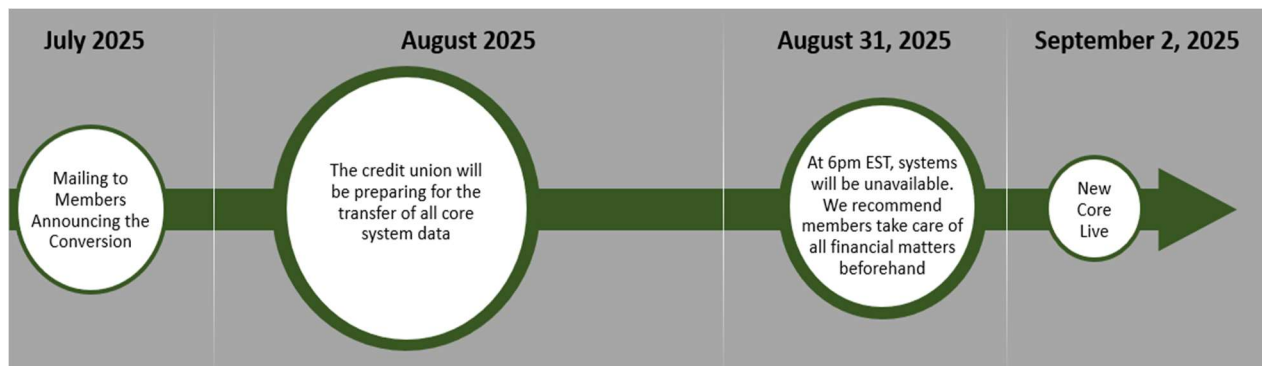 July 2025
August 2025
August 31, 2025
September 2, 2025
Mailing to
Members
Announcing the
Conversion
The credit union will
be preparing for the
transfer of all core
system data
At 6pm EST, systems
will be unavailable.
We recommend
members take care of
all financial matters
beforehand
New
Core
Live